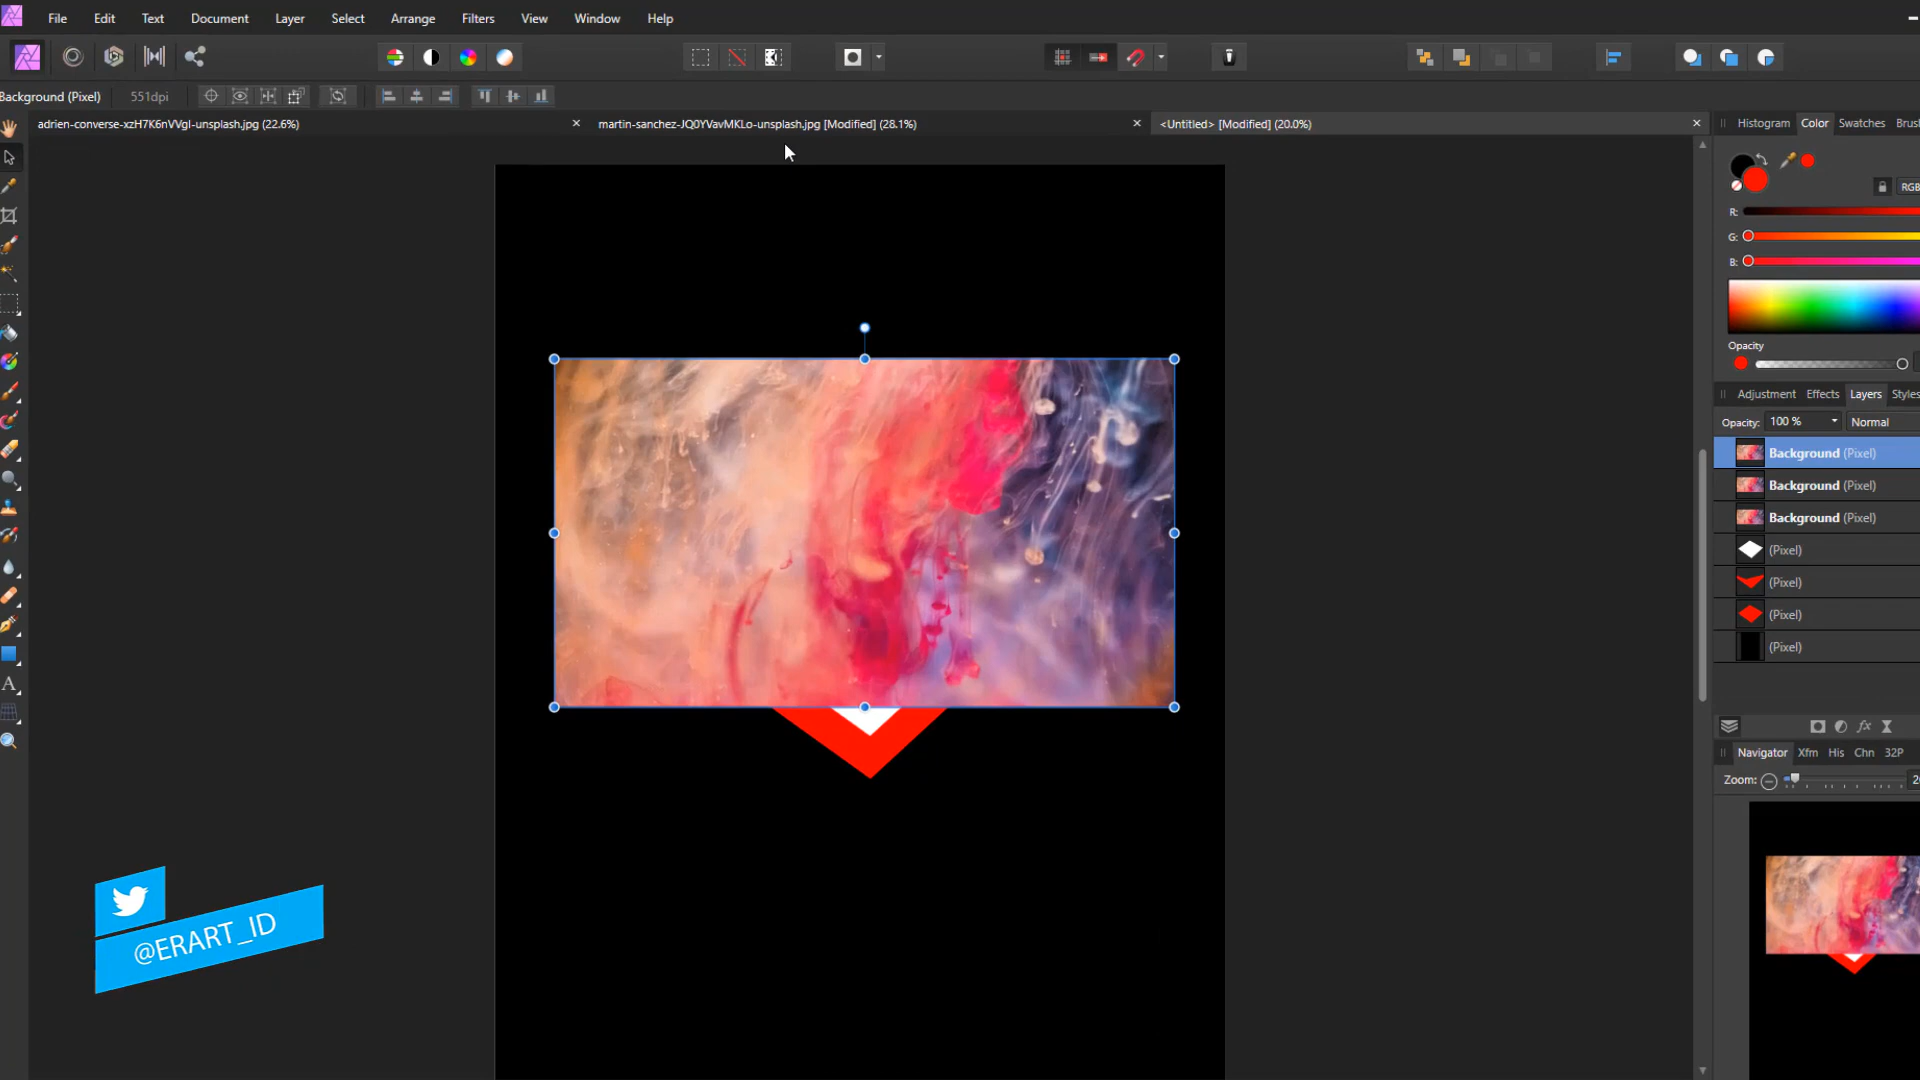 File Edit Text Document Layer Select Arrange Filters View Window Help
Background (Pixel) 551dpi
adrien-converse-xzH7K6nVVgI-unsplash.jpg (22.6%) martin-sanchez-JQ0YVavMKLo-unsplash.jpg [Modified] (28.1%) <Untitled> [Modified] (20.0%)
Histogram Color Swatches Brus
RGB
R:
G:
B:
Opacity
Adjustment Effects Layers Styles
Opacity: 100 % Normal
Background (Pixel)
Background (Pixel)
Background (Pixel)
(Pixel)
(Pixel)
(Pixel)
(Pixel)
Navigator Xfm His Chn 32P
Zoom: 2
@ERART_ID